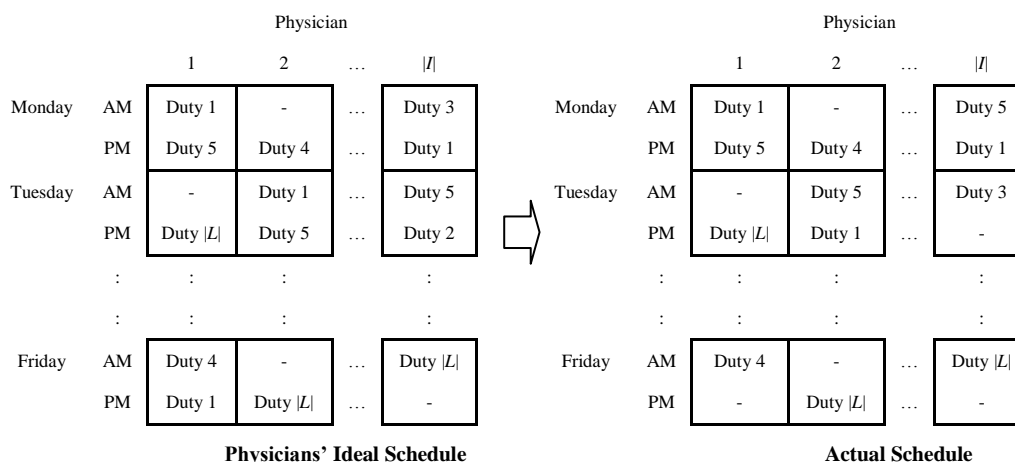 Physician Physician
1 2 … |I| 1 2 … |I|
Monday AM Duty 1 - … Duty 3 Monday AM Duty 1 - … Duty 5
PM Duty 5 Duty 4 … Duty 1 PM Duty 5 Duty 4 … Duty 1
Tuesday AM - Duty 1 … Duty 5 Tuesday AM - Duty 5 … Duty 3
PM Duty |L| Duty 5 … Duty 2 PM Duty |L| Duty 1 … -
: : : : : : : :
: : : : : : : :
Friday AM Duty 4 - … Duty |L| Friday AM Duty 4 - … Duty |L|
PM Duty 1 Duty |L| … - PM - Duty |L| … -
Physicians' Ideal Schedule Actual Schedule